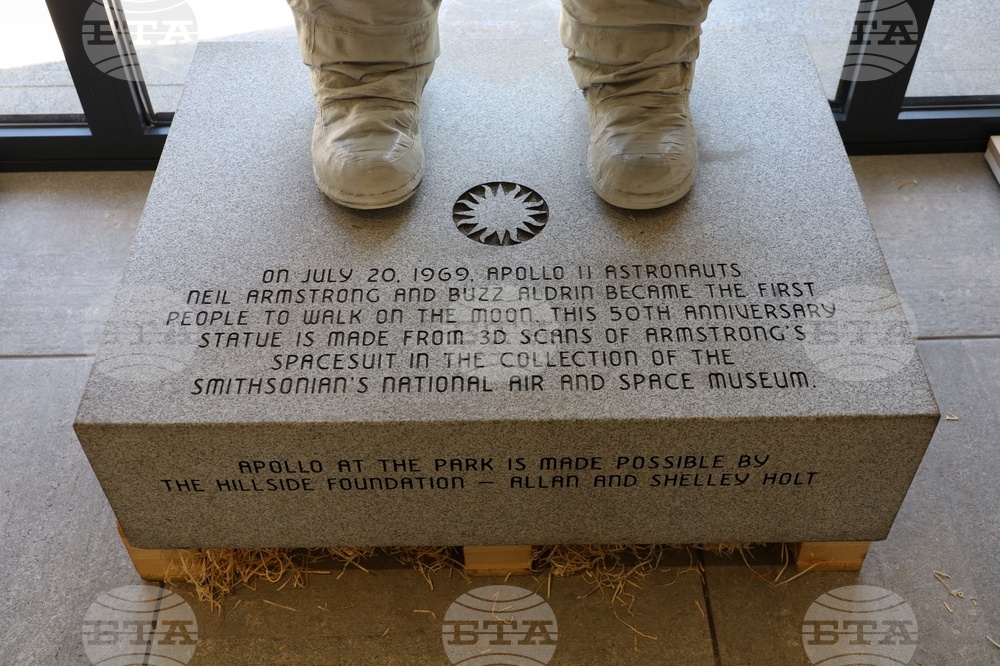 ON JULY 20, 1969, APOLLO 11 ASTRONAUTS
NEIL ARMSTRONG AND BUZZ ALDRIN BECAME THE FIRST
PEOPLE TO WALK ON THE MOON. THIS 50TH ANNIVERSARY
STATUE IS MADE FROM 3D SCANS OF ARMSTRONG'S
SPACESUIT IN THE COLLECTION OF THE
SMITHSONIAN'S NATIONAL AIR AND SPACE MUSEUM.
APOLLO AT THE PARK IS MADE POSSIBLE BY
THE HILLSIDE FOUNDATION — ALLAN AND SHELLEY HOLT
БТА БТА
БТА БТА БТА
БТА БТА БТА